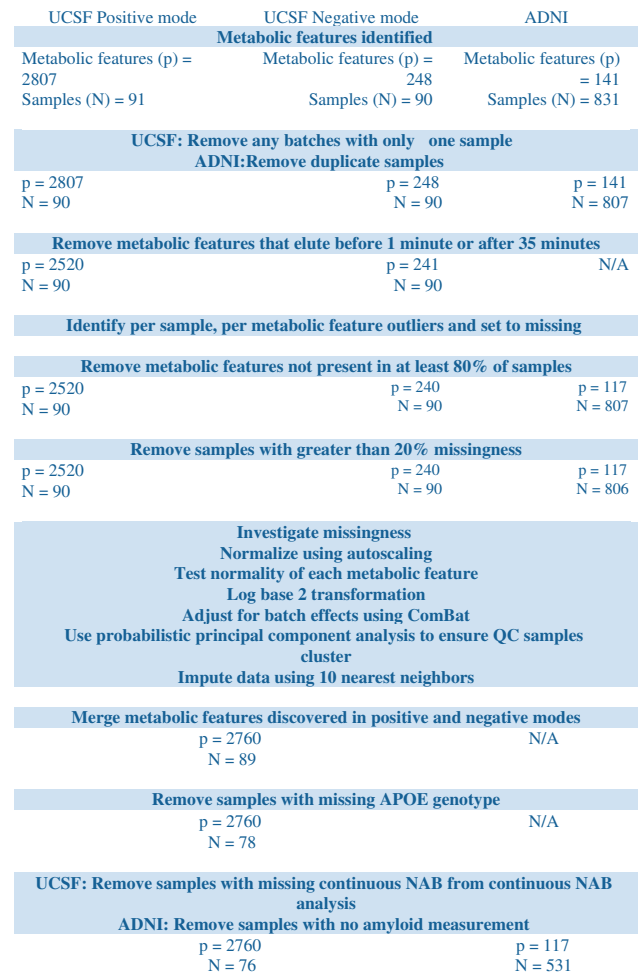 UCSF Positive mode UCSF Negative mode ADNI
Metabolic features identified
Metabolic features (p) = Metabolic features (p) = Metabolic features (p)
2807 248 = 141
Samples (N) = 91 Samples (N) = 90 Samples (N) = 831
UCSF: Remove any batches with only one sample
ADNI:Remove duplicate samples
p = 2807 p = 248 p = 141
N = 90 N = 90 N = 807
Remove metabolic features that elute before 1 minute or after 35 minutes
p = 2520 p = 241 N/A
N = 90 N = 90
Identify per sample, per metabolic feature outliers and set to missing
Remove metabolic features not present in at least 80% of samples
p = 2520 p = 240 p = 117
N = 90 N = 90 N = 807
Remove samples with greater than 20% missingness
p = 2520 p = 240 p = 117
N = 90 N = 90 N = 806
Investigate missingness
Normalize using autoscaling
Test normality of each metabolic feature
Log base 2 transformation
Adjust for batch effects using ComBat
Use probabilistic principal component analysis to ensure QC samples
cluster
Impute data using 10 nearest neighbors
Merge metabolic features discovered in positive and negative modes
p = 2760 N/A
N = 89
Remove samples with missing APOE genotype
p = 2760 N/A
N = 78
UCSF: Remove samples with missing continuous NAB from continuous NAB
analysis
ADNI: Remove samples with no amyloid measurement
p = 2760 p = 117
N = 76 N = 531